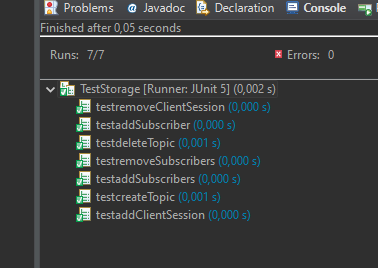 Problems @ Javadoc Declaration Console
Finished after 0,05 seconds
Runs: 7/7 Errors: 0
TestStorage [Runner: JUnit 5] (0,002 s)
testremoveClientSession (0,000 s)
testaddSubscriber (0,000 s)
testdeleteTopic (0,001 s)
testremoveSubscribers (0,000 s)
testaddSubscribers (0,000 s)
testcreateTopic (0,001 s)
testaddClientSession (0,000 s)